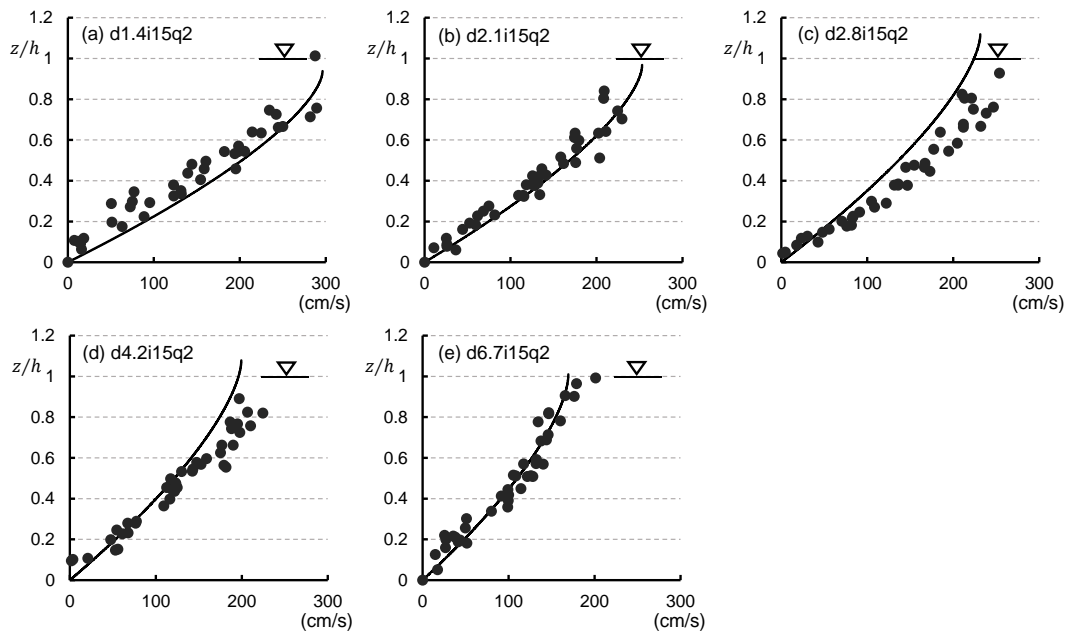 1.2
z/h
(a) d1.4i15q2
1
0.8
0.6
0.4
0.2
0
0 100 200 300
(cm/s)
1.2
z/h
(b) d2.1i15q2
1
0.8
0.6
0.4
0.2
0
0 100 200 300
(cm/s)
1.2
z/h
(c) d2.8i15q2
1
0.8
0.6
0.4
0.2
0
0 100 200 300
(cm/s)
1.2
z/h
(d) d4.2i15q2
1
0.8
0.6
0.4
0.2
0
0 100 200 300
(cm/s)
1.2
z/h
(e) d6.7i15q2
1
0.8
0.6
0.4
0.2
0
0 100 200 300
(cm/s)